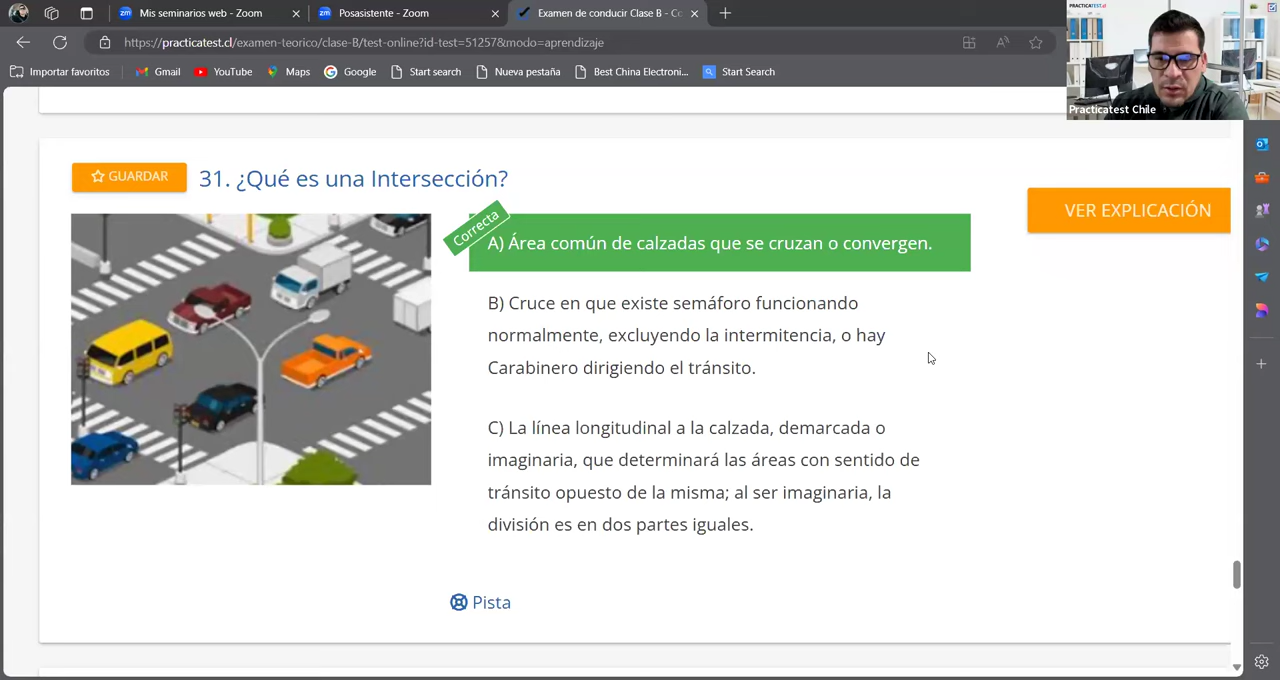 Mis seminarios web - Zoom
Posasistente - Zoom
Examen de conducir Clase B - Co
https://practicatest.cl/examen-teorico/clase-B/test-online?id-test=51257&modo=aprendizaje
Importar favoritos
Gmail
YouTube
Maps
Google
Start search
Nueva pestaña
Best China Electroni...
Start Search
PRACTICATEST.cl
Practicatest Chile
GUARDAR
31. ¿Qué es una Intersección?
VER EXPLICACIÓN
Correcta
A) Área común de calzadas que se cruzan o convergen.
B) Cruce en que existe semáforo funcionando
normalmente, excluyendo la intermitencia, o hay
Carabinero dirigiendo el tránsito.
C) La línea longitudinal a la calzada, demarcada o
imaginaria, que determinará las áreas con sentido de
tránsito opuesto de la misma; al ser imaginaria, la
división es en dos partes iguales.
Pista